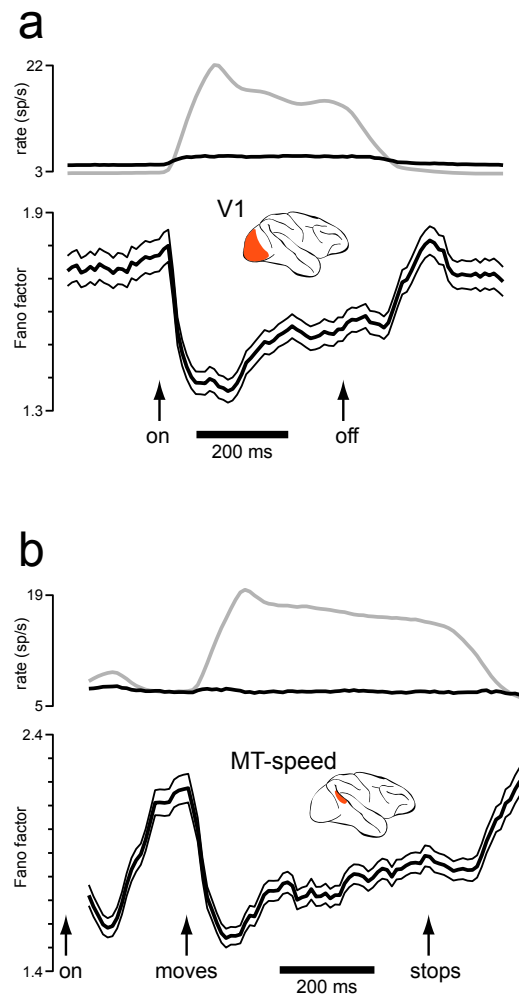 a
22
rate (sp/s)
3
V1
1.9
Fano factor
1.3
on
off
200 ms
b
19
rate (sp/s)
5
2.4
MT-speed
Fano factor
1.4
on
moves
stops
200 ms